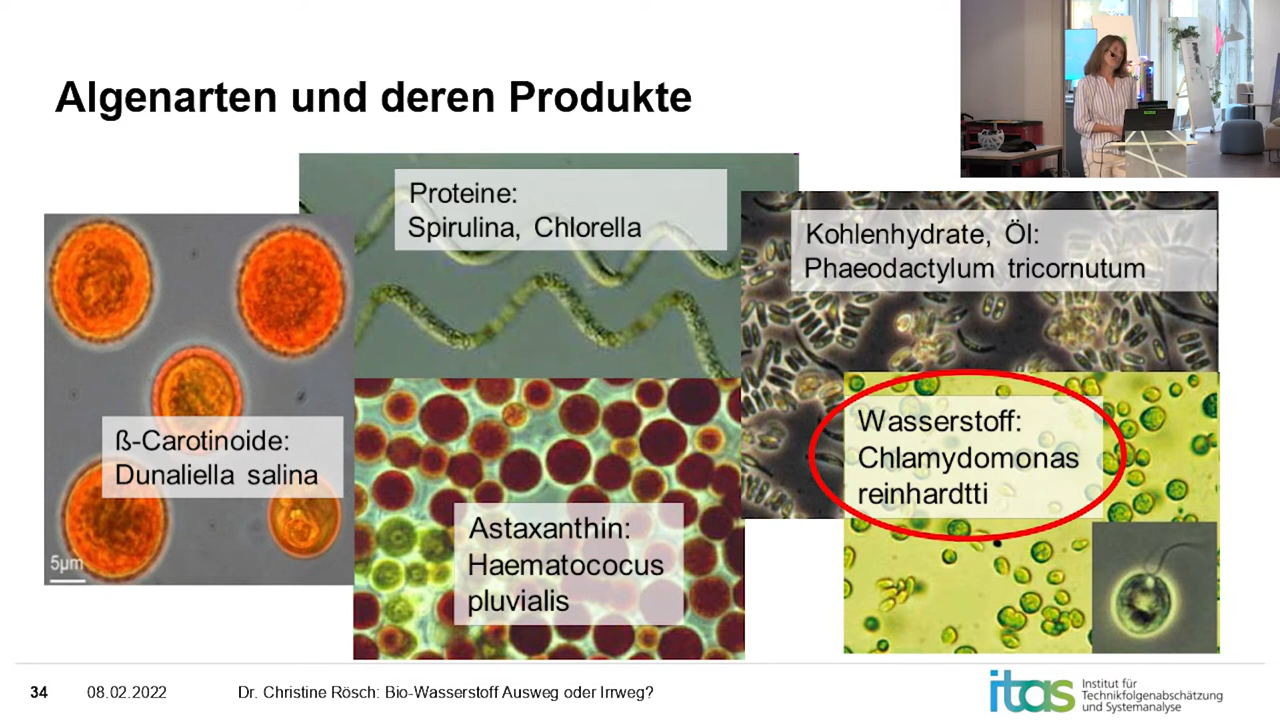 Algenarten und deren Produkte
Proteine:
Spirulina, Chlorella
Kohlenhydrate, Öl:
Phaeodactylum tricornutum
ß-Carotinoide:
Dunaliella salina
5µm
Astaxanthin:
Haematococus
pluvialis
Wasserstoff:
Chlamydomonas
reinhardtti
34 08.02.2022 Dr. Christine Rösch: Bio-Wasserstoff Ausweg oder Irrweg?
itas Institut für
Technikfolgenabschätzung
und Systemanalyse